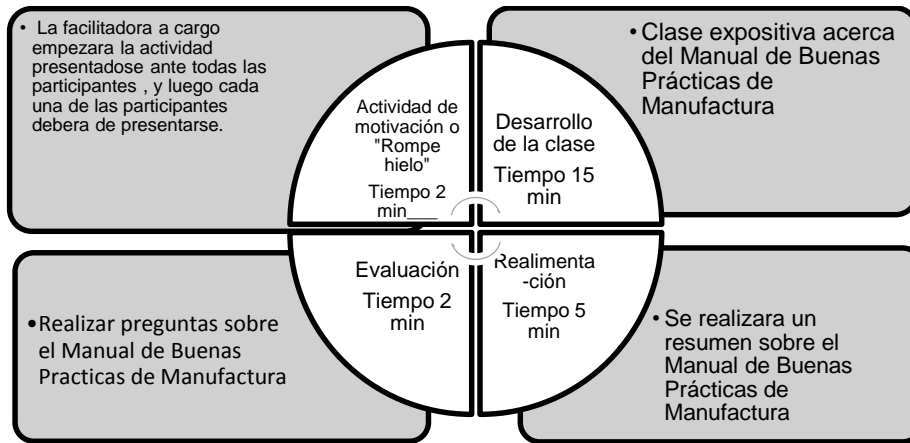 • La facilitadora a cargo
empezara la actividad
presentadose ante todas las
participantes , y luego cada
una de las participantes
debera de presentarse.
Actividad de
motivación o
"Rompe
hielo"
Tiempo 2
min___
Desarrollo
de la clase
Tiempo 15
min
• Clase expositiva acerca
del Manual de Buenas
Prácticas de
Manufactura
•Realizar preguntas sobre
el Manual de Buenas
Practicas de Manufactura
Evaluación
Tiempo 2
min
Realimenta
-ción
Tiempo 5
min
• Se realizara un
resumen sobre el
Manual de Buenas
Prácticas de
Manufactura